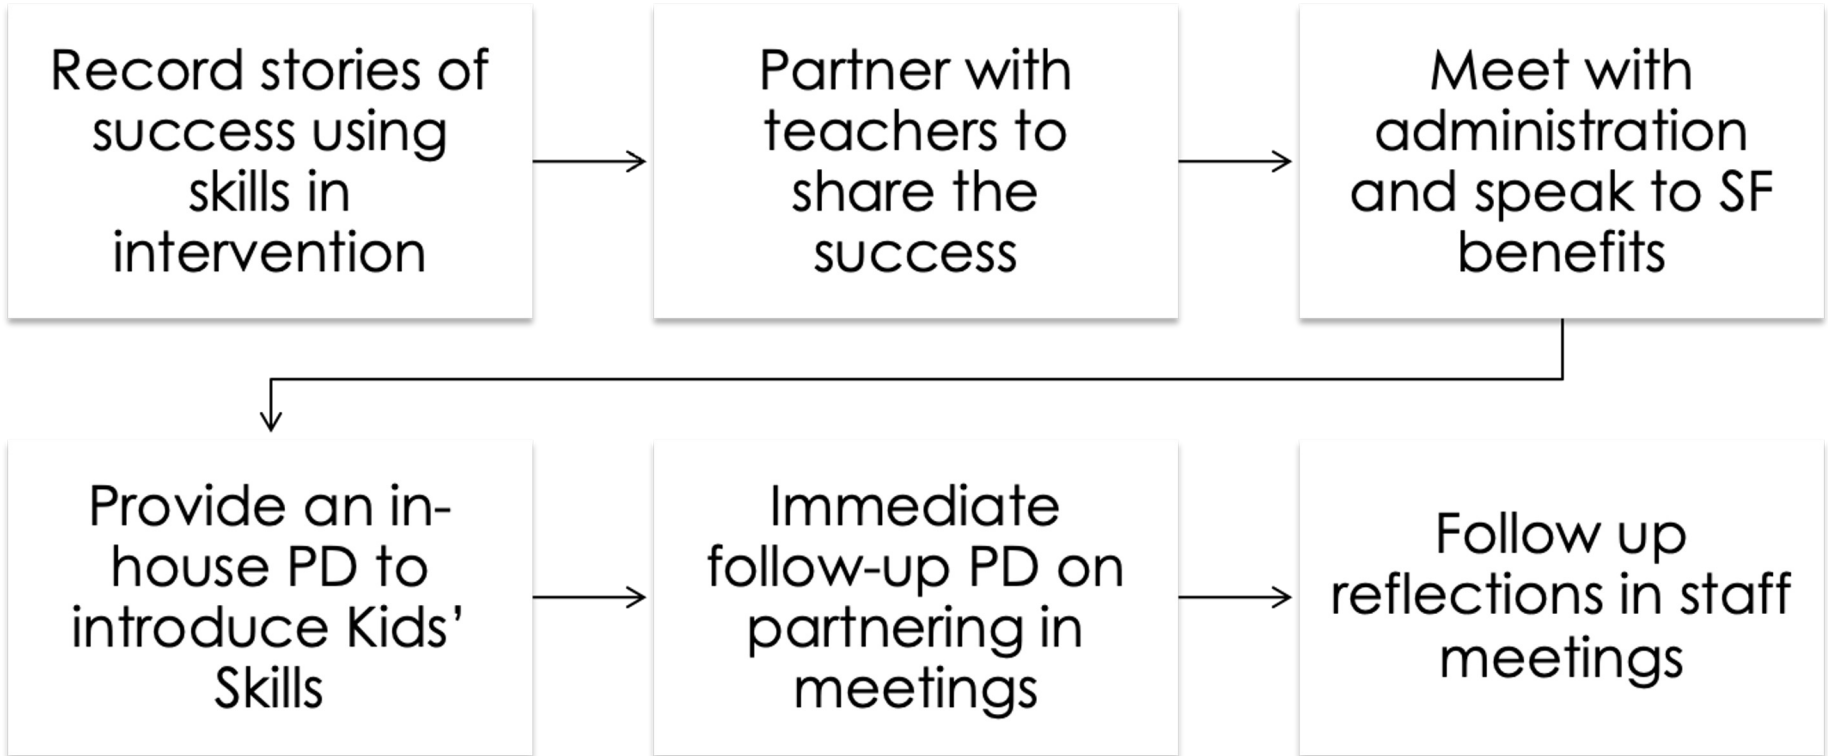 Record stories of
success using
skills in
intervention
Partner with
teachers to
share the
success
Meet with
administration
and speak to SF
benefits
Provide an in-
house PD to
introduce Kids’
Skills
Immediate
follow-up PD on
partnering in
meetings
Follow up
reflections in staff
meetings